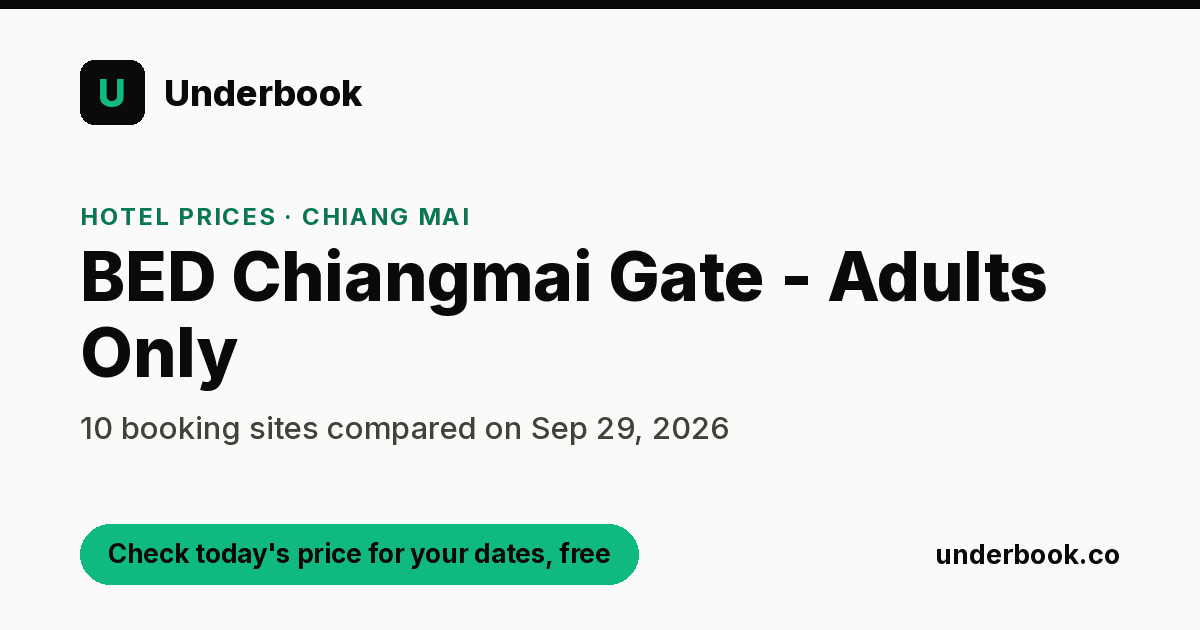 U Underbook
HOTEL PRICES · CHIANG MAI
BED Chiangmai Gate - Adults
Only
10 booking sites compared on Sep 29, 2026
Check today's price for your dates, free
underbook.co